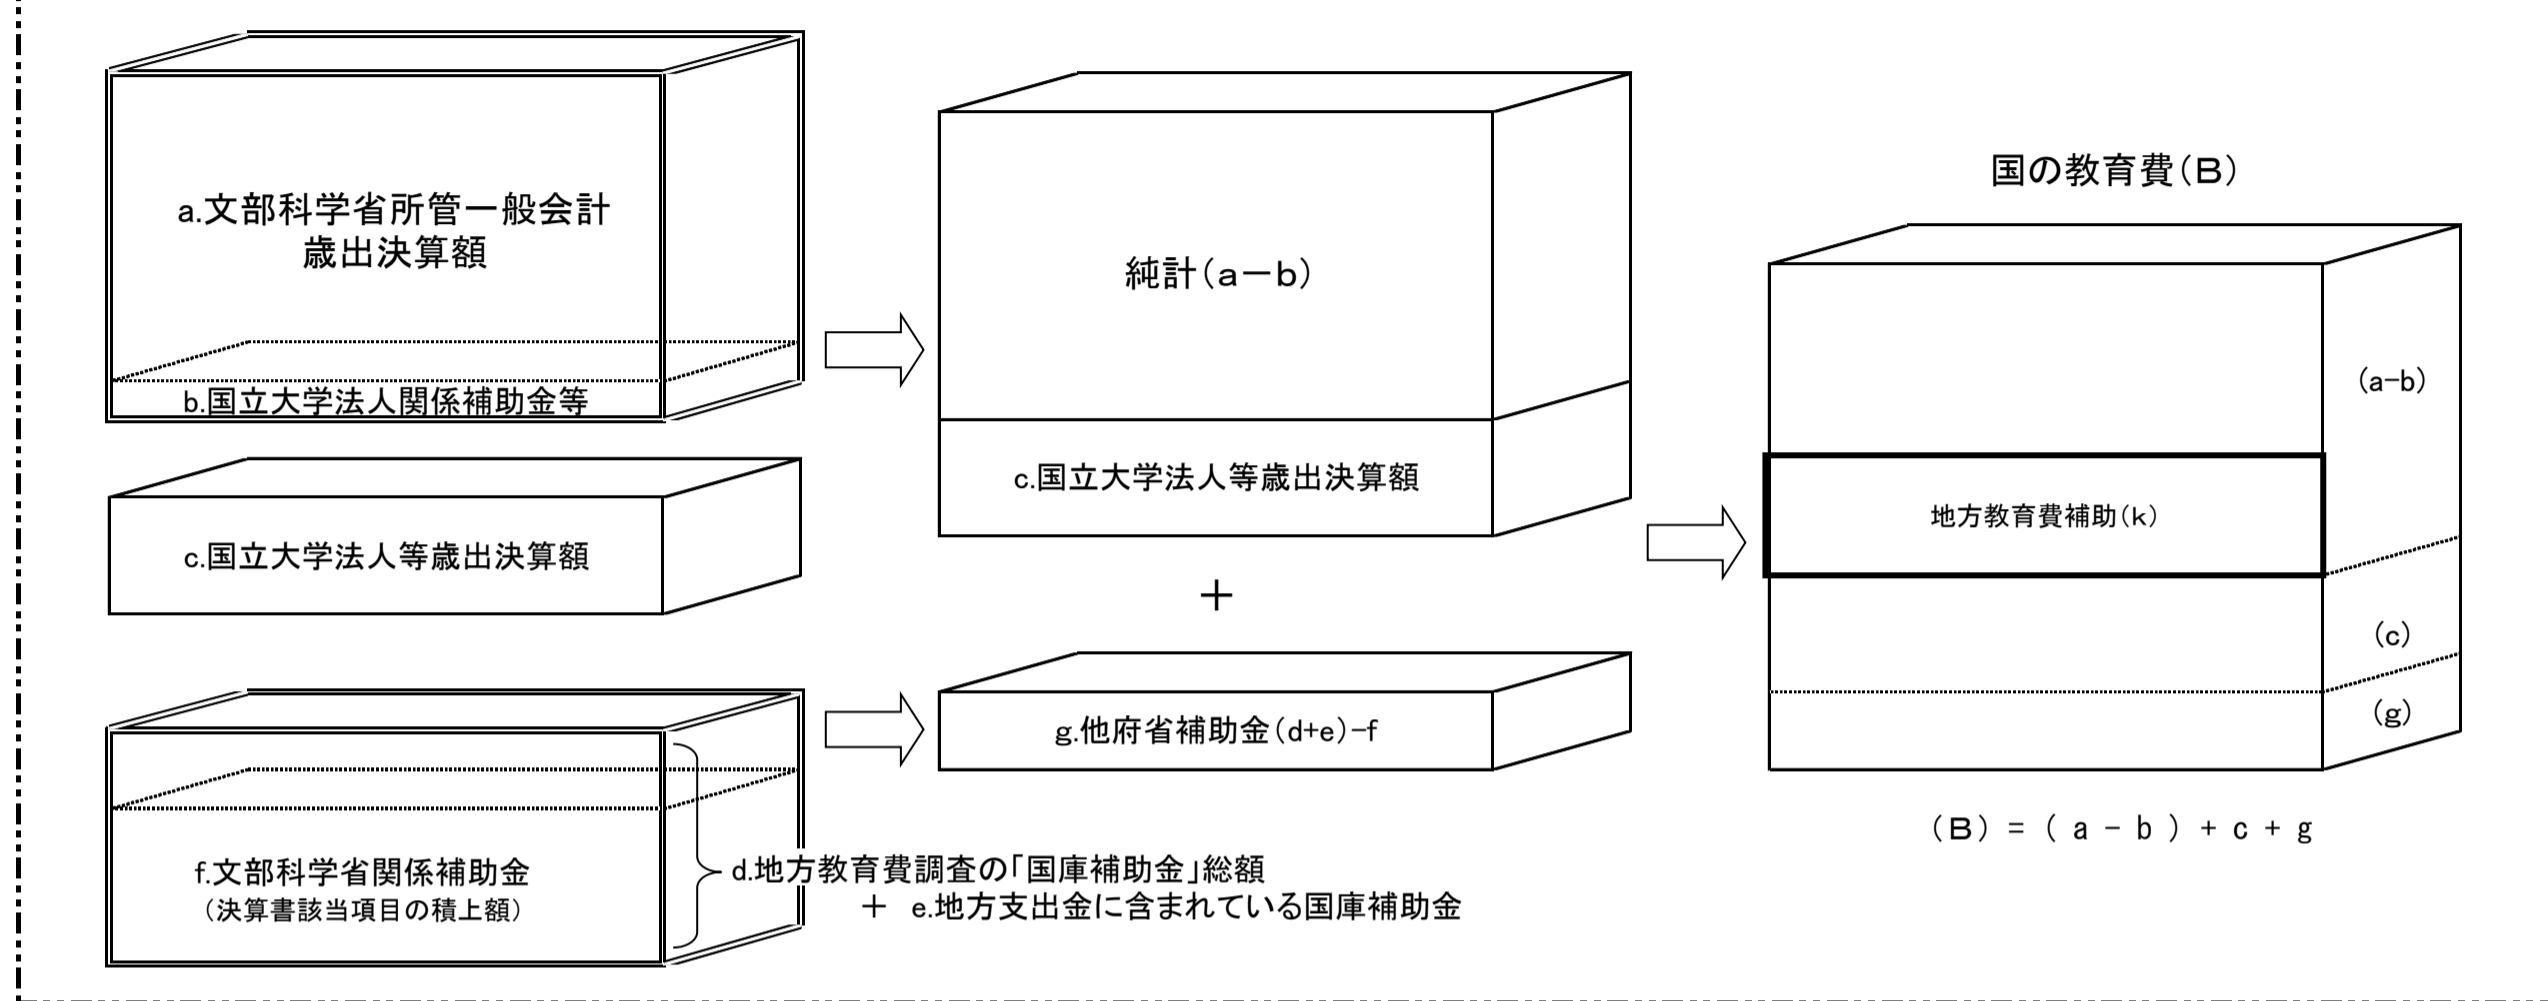 a.文部科学省所管一般会計
歳出決算額
b.国立大学法人関係補助金等
c.国立大学法人等歳出決算額
f.文部科学省関係補助金
（決算書該当項目の積上額）
d.地方教育費調査の「国庫補助金」総額
＋ e.地方支出金に含まれている国庫補助金
純計（a－b）
c.国立大学法人等歳出決算額
＋
g.他府省補助金（d+e）-f
国の教育費（B）
地方教育費補助（k）
(a-b)
(c)
(g)
（B）=（ a - b ）+ c + g